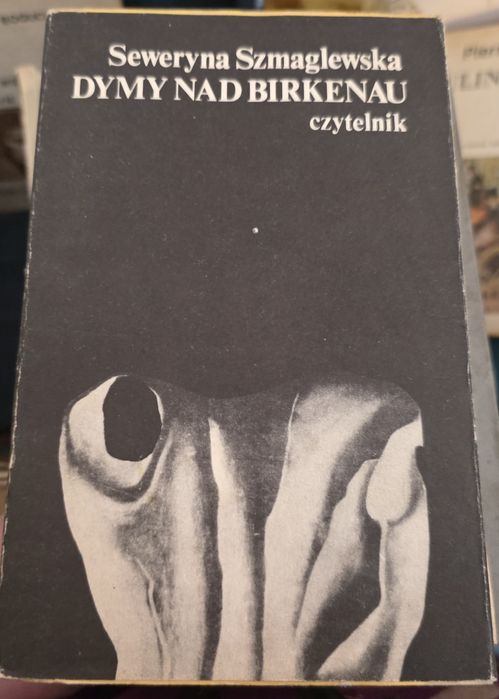 Seweryna Szmaglewska
DYMY NAD BIRKENAU
czytelnik